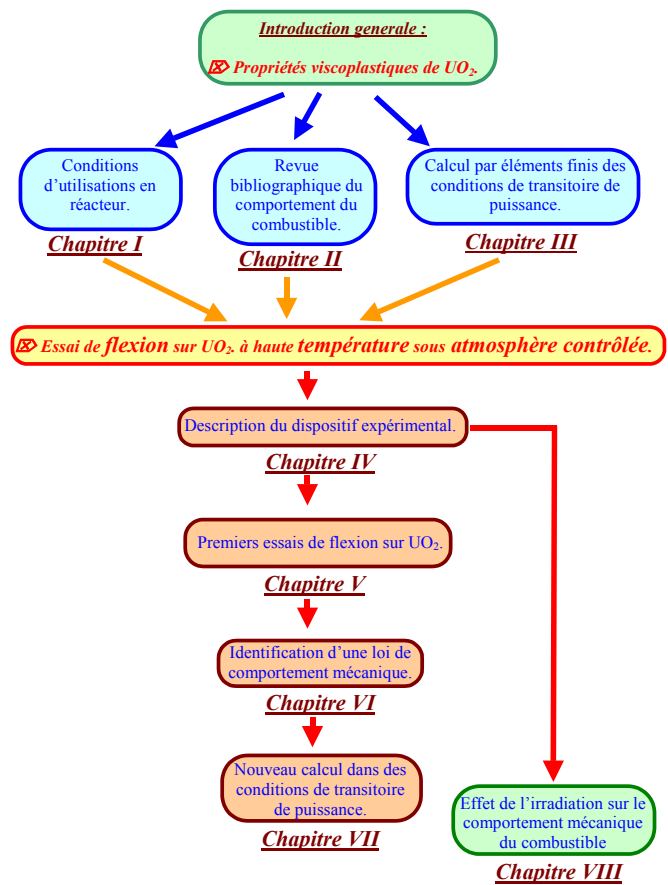 Introduction generale :
⌦ Propriétés viscoplastiques de UO₂.
Conditions
d’utilisations en
réacteur.
Chapitre I
Revue
bibliographique du
comportement du
combustible.
Chapitre II
Calcul par éléments finis des
conditions de transitoire de
puissance.
Chapitre III
⌦ Essai de flexion sur UO₂. à haute température sous atmosphère contrôlée.
Description du dispositif expérimental.
Chapitre IV
Premiers essais de flexion sur UO₂.
Chapitre V
Identification d’une loi de
comportement mécanique.
Chapitre VI
Nouveau calcul dans des
conditions de transitoire
de puissance.
Chapitre VII
Effet de l’irradiation sur le
comportement mécanique
du combustible
Chapitre VIII